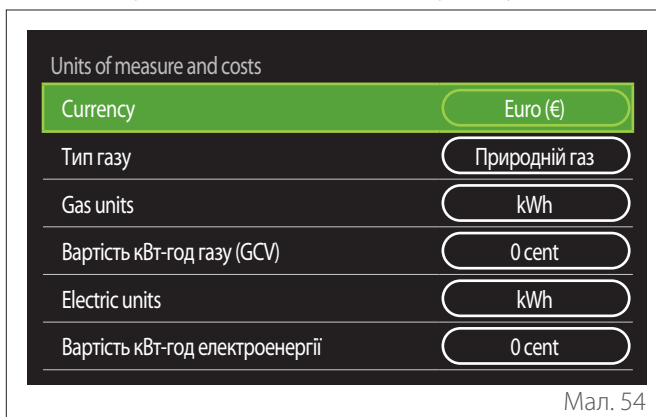 Units of measure and costs
Currency Euro (€)
Тип газу Природній газ
Gas units kWh
Вартість кВт-год газу (GCV) 0 cent
Electric units kWh
Вартість кВт-год електроенергії 0 cent
Мал. 54